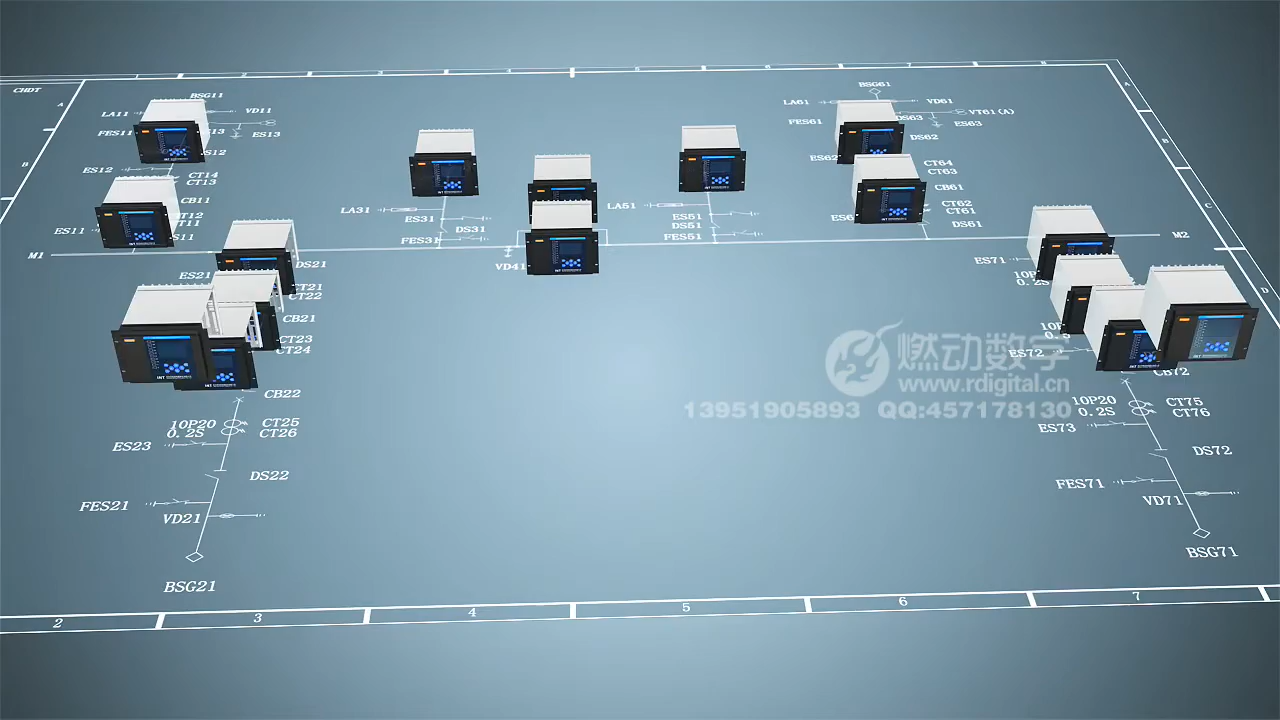 CHDT
A
B
A
B
C
D
BSG11
LA11
VD11
FES11
ES13
ES12
CT14
CT13
CB11
ES11
M1
LA31
ES31
DS31
FES31
VD41
LA51
ES51
DS51
FES51
BSG61
LA61
VD61
FES61
DS63
VT61(A)
ES63
DS62
ES62
CT64
CT63
CB61
CT62
CT61
DS61
M2
DS21
ES21
CT21
CT22
CB21
CT23
CT24
CB22
10P20
0.2S
CT25
CT26
ES23
DS22
FES21
VD21
BSG21
ES71
ES72
CB72
10P20
0.2S
CT75
CT76
ES73
DS72
FES71
VD71
BSG71
燃动数字
www.rdigital.cn
13951905893 QQ:457178130
2 3 4 5 6 7